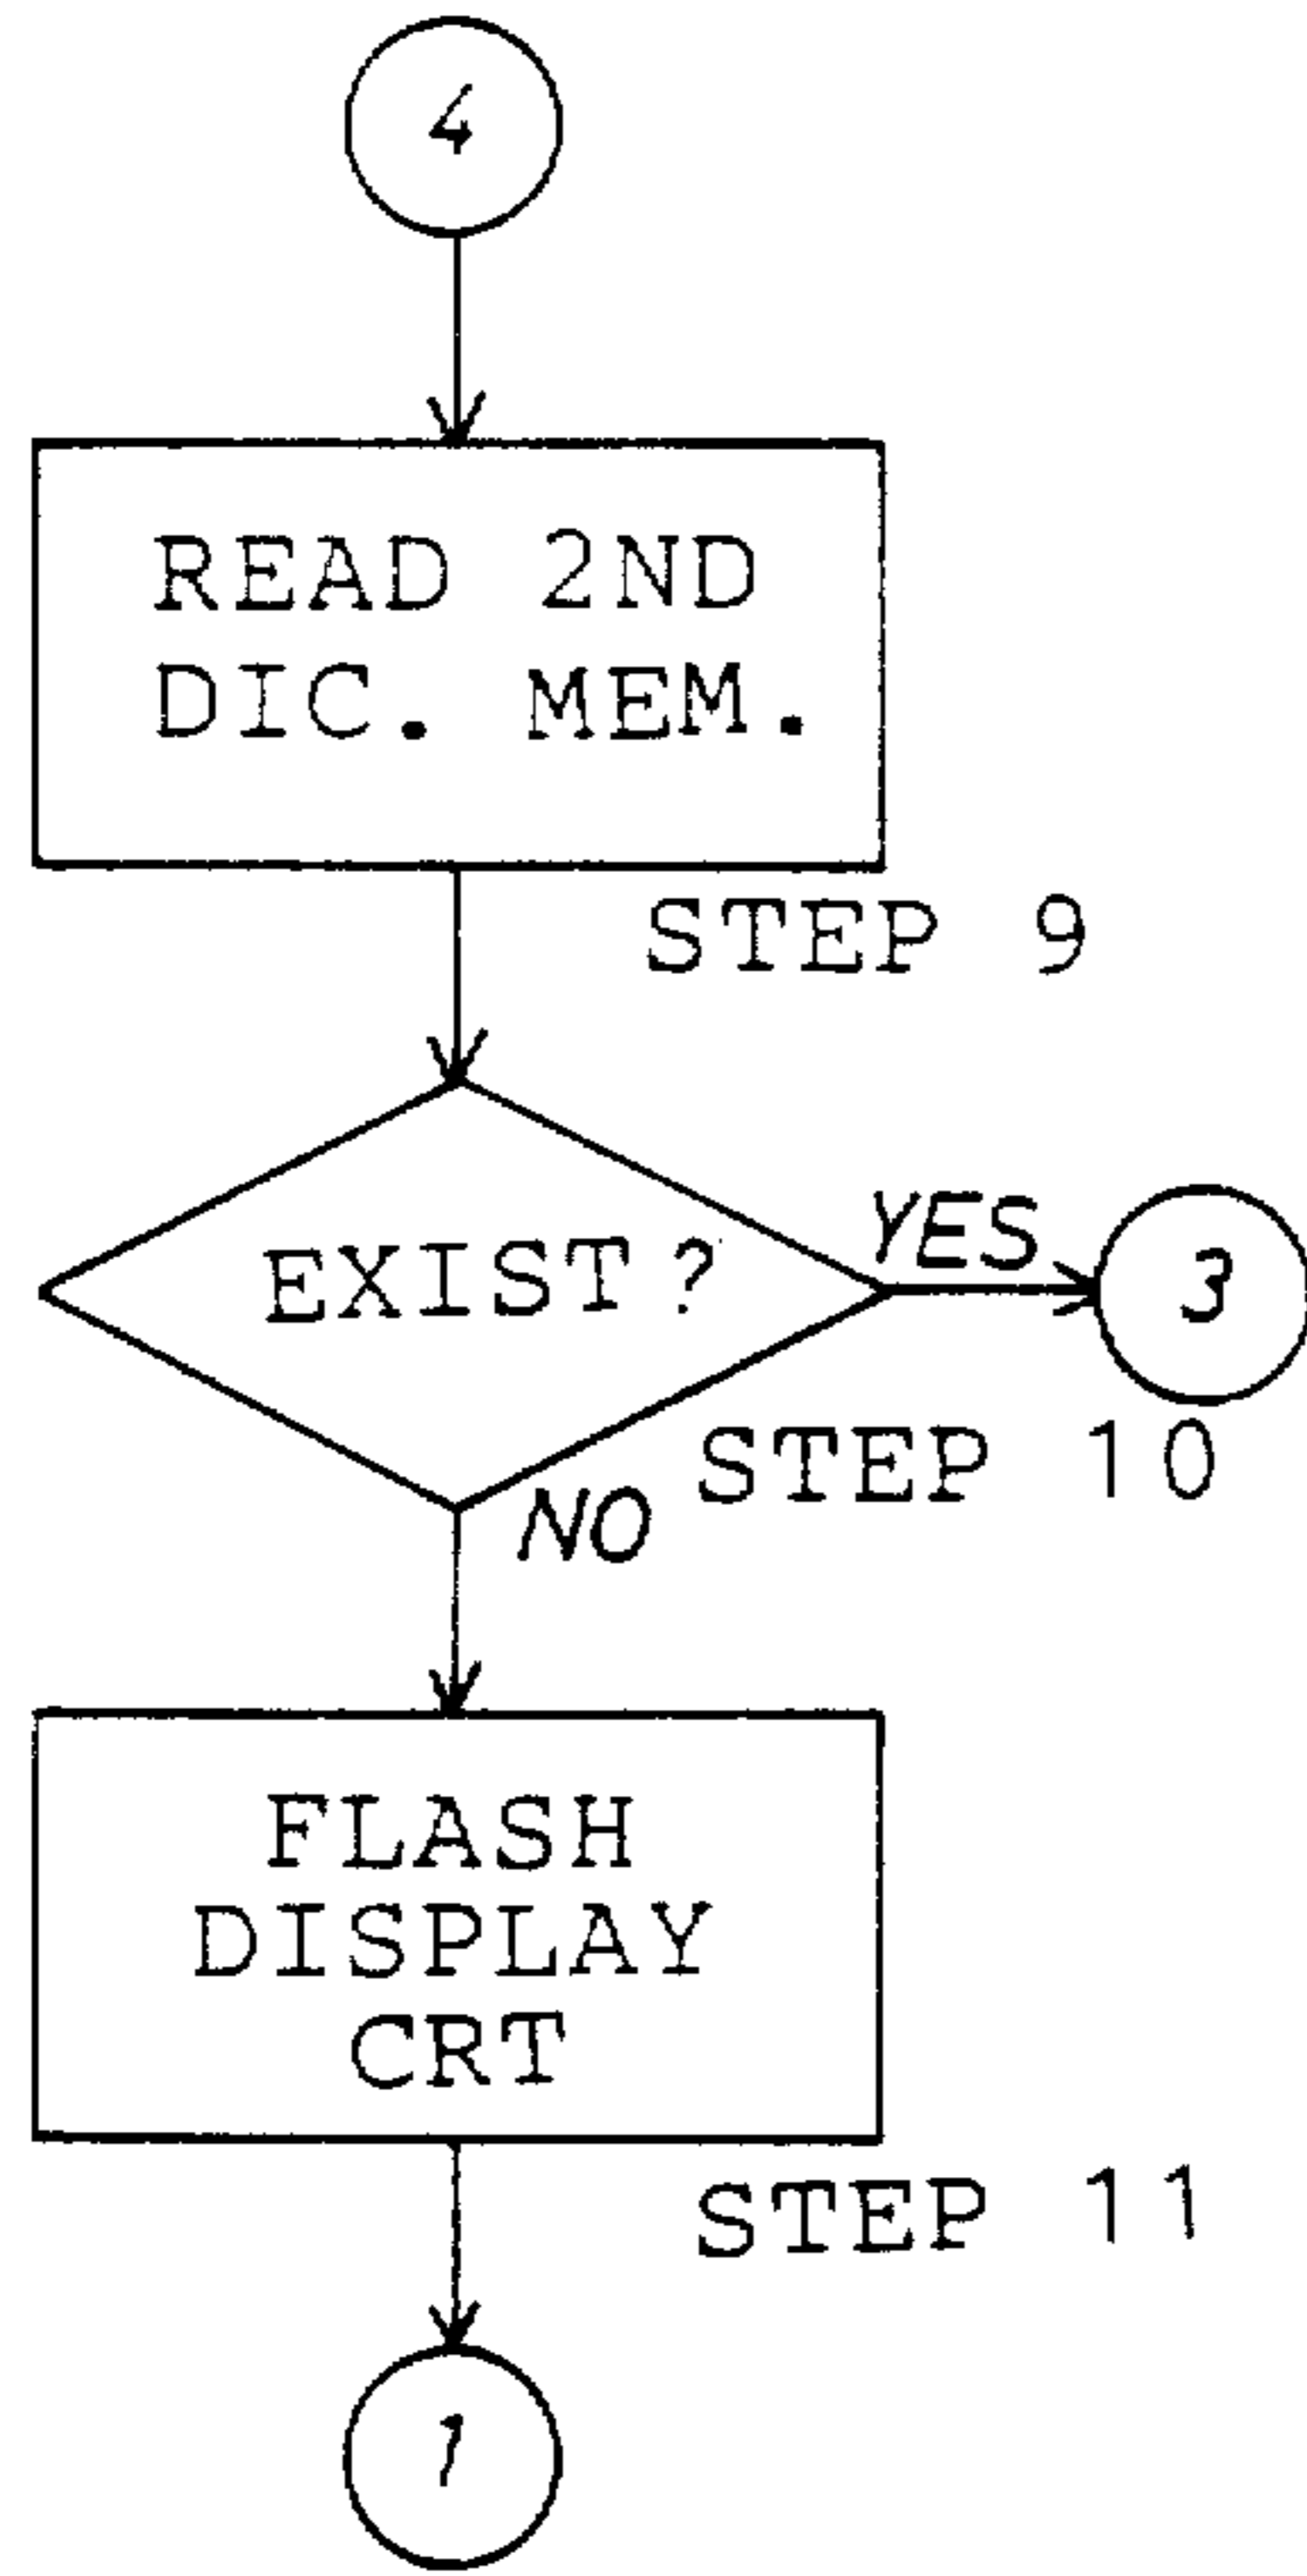 4
READ 2ND
DIC. MEM.
STEP 9
EXIST?
YES
3
STEP 10
NO
FLASH
DISPLAY
CRT
STEP 11
1